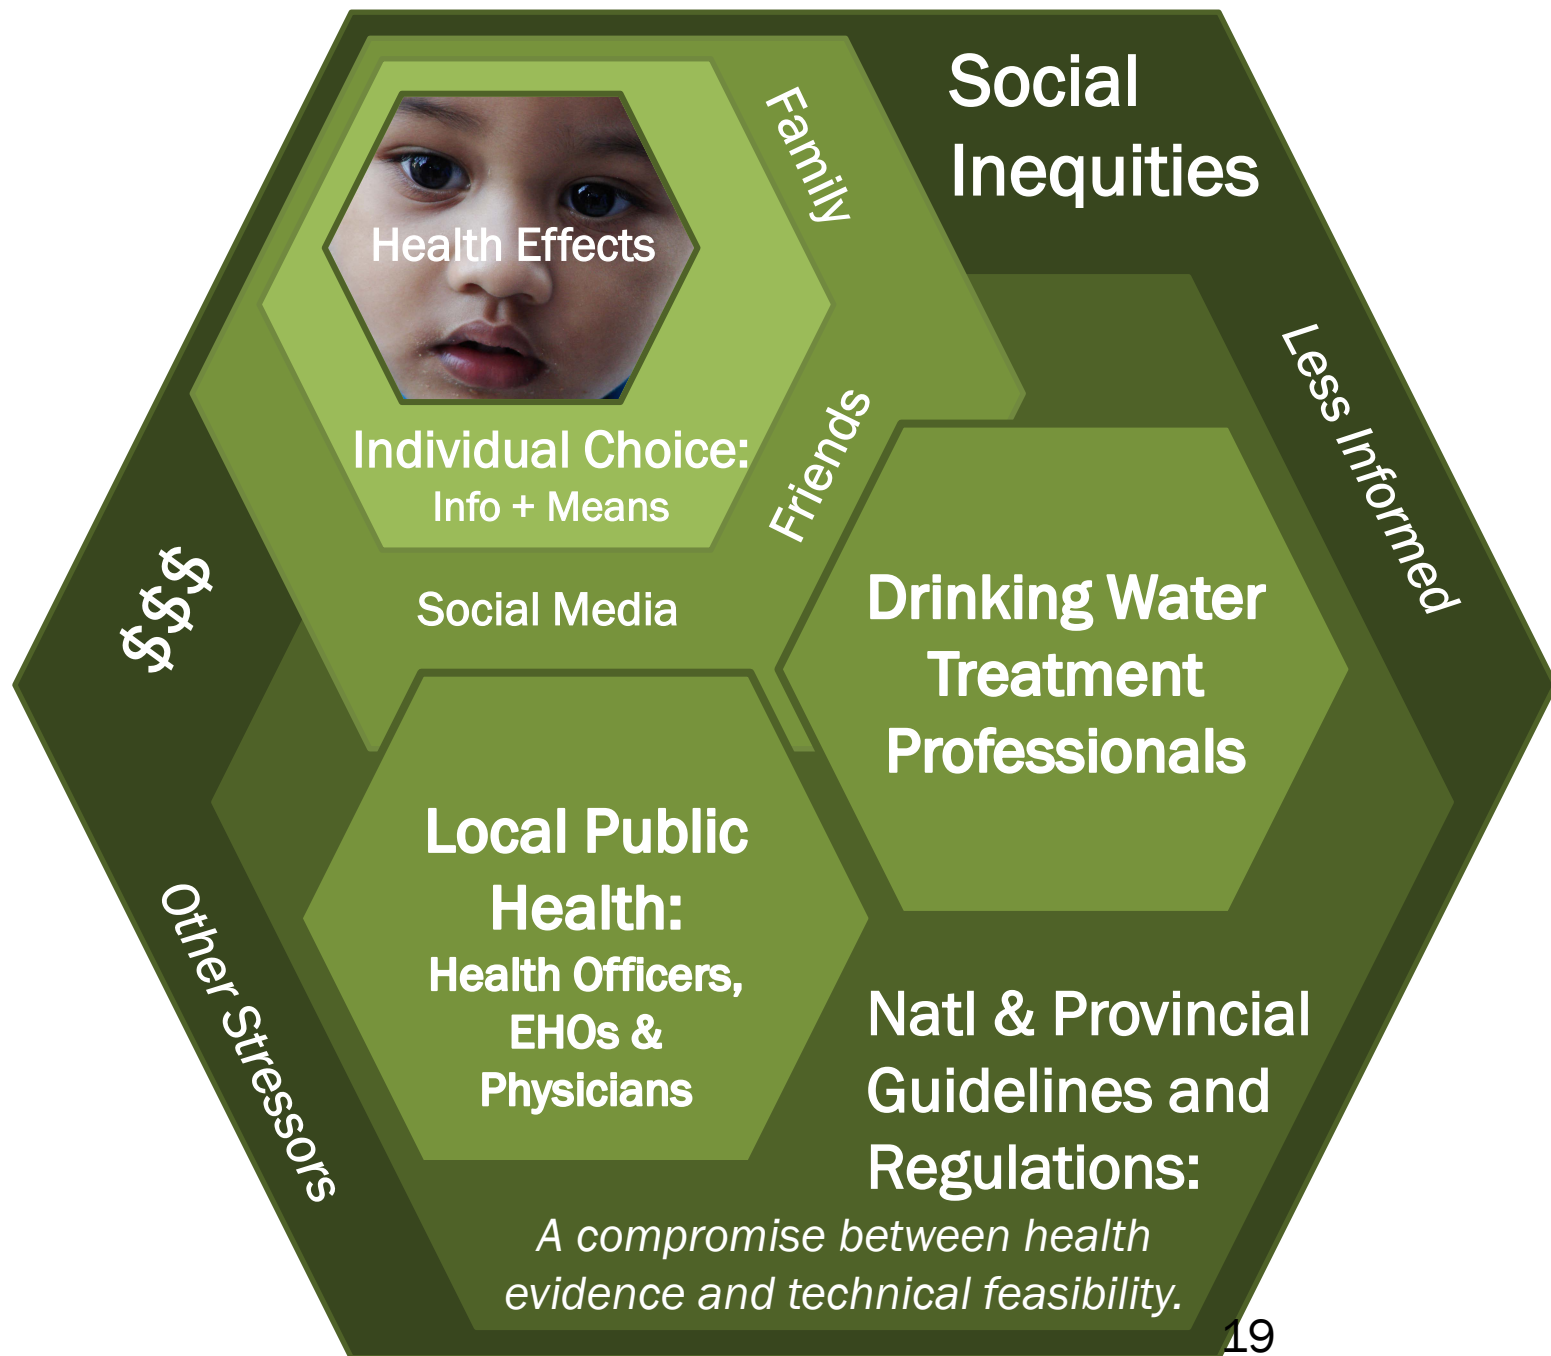 Social
Inequities
Family
Health Effects
Less Informed
Friends
Individual Choice:
Info + Means
$$$
Social Media
Drinking Water
Treatment
Professionals
Local Public
Health:
Health Officers,
EHOs &
Physicians
Other Stressors
Natl & Provincial
Guidelines and
Regulations:
A compromise between health
evidence and technical feasibility.
19